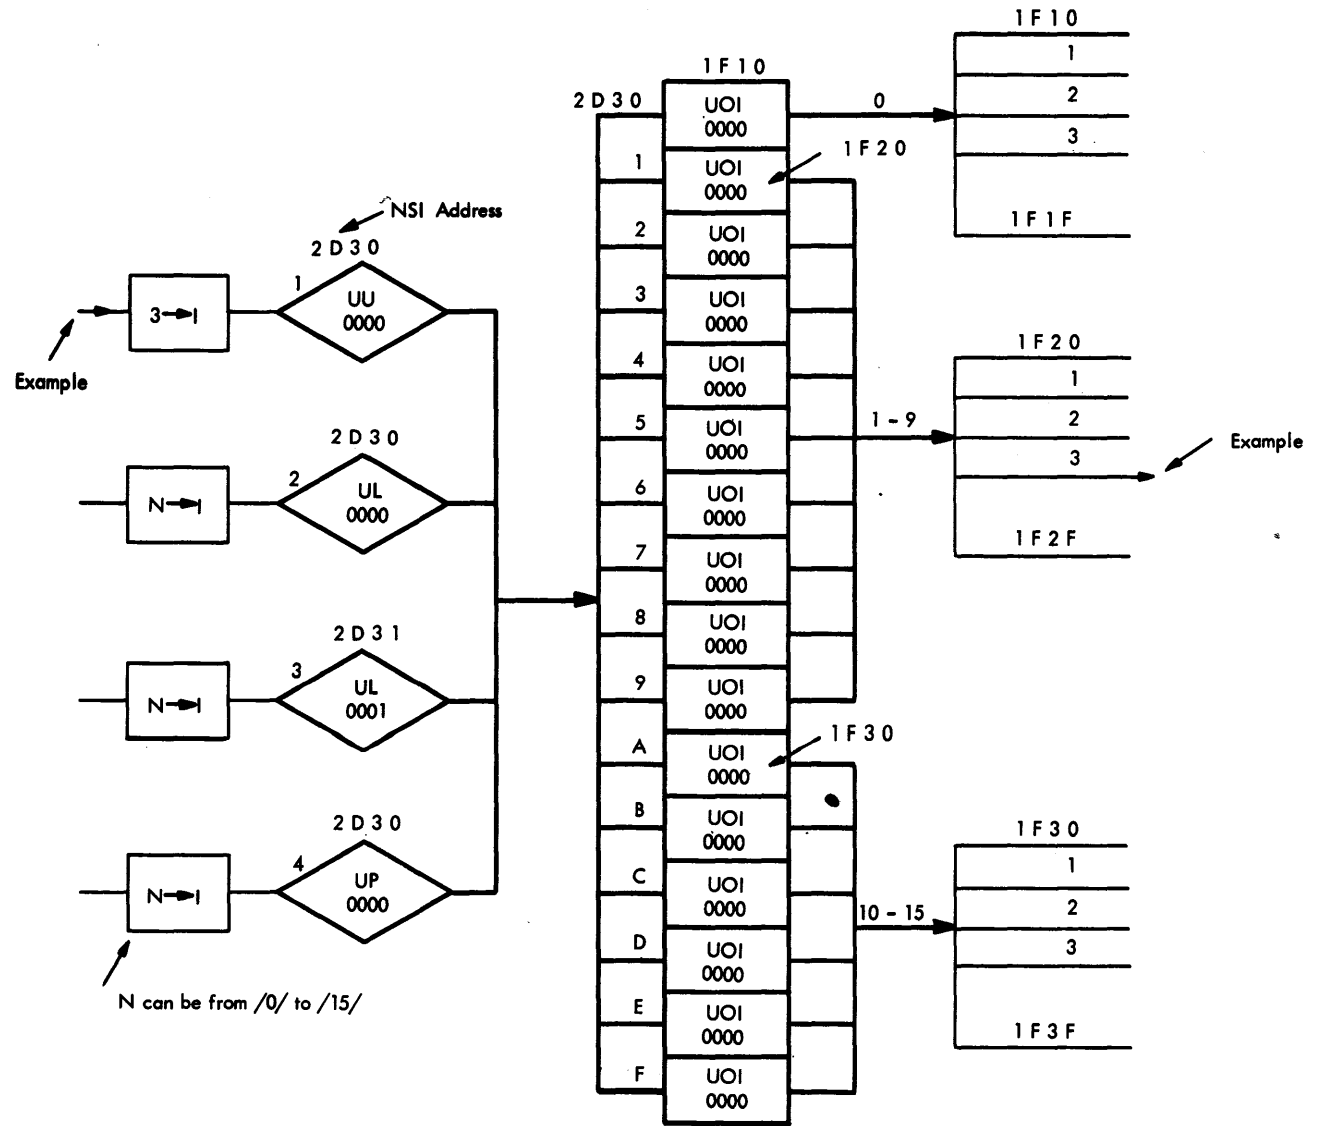 NSI Address
2D30
1
UU
0000
3→I
Example
2D30
2
UL
0000
N→I
2D31
3
UL
0001
N→I
2D30
4
UP
0000
N→I
N can be from /0/ to /15/
1F10
2D30
UOI
0000
1
UOI
0000
1F20
2
UOI
0000
3
UOI
0000
4
UOI
0000
5
UOI
0000
6
UOI
0000
7
UOI
0000
8
UOI
0000
9
UOI
0000
A
UOI
0000
1F30
B
UOI
0000
C
UOI
0000
D
UOI
0000
E
UOI
0000
F
UOI
0000
0
1F10
1
2
3
1F1F
1-9
1F20
1
2
3
Example
1F2F
10-15
1F30
1
2
3
1F3F